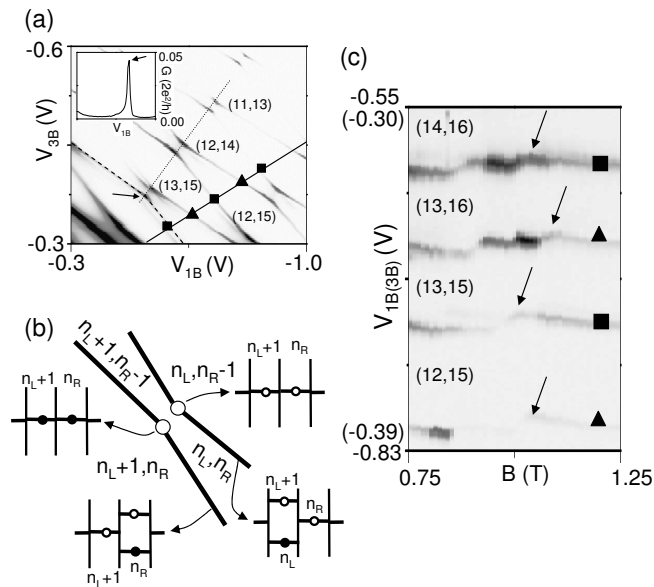 (a)
-0.6
0.05
G (2e²/h)
0.00
V1B
V3B (V)
(11,13)
(12,14)
(13,15)
(12,15)
-0.3
-0.3
V1B (V)
-1.0
(b)
nL+1,nR-1
nL,nR-1
nL+1 nR
nL+1 nR
nL+1,nR
nL,nR
nL+1
nR
nL+1
nR
nL
(c)
-0.55
(-0.30)
(14,16)
(13,16)
(13,15)
(12,15)
V1B(3B) (V)
(-0.39)
-0.83
0.75
B (T)
1.25